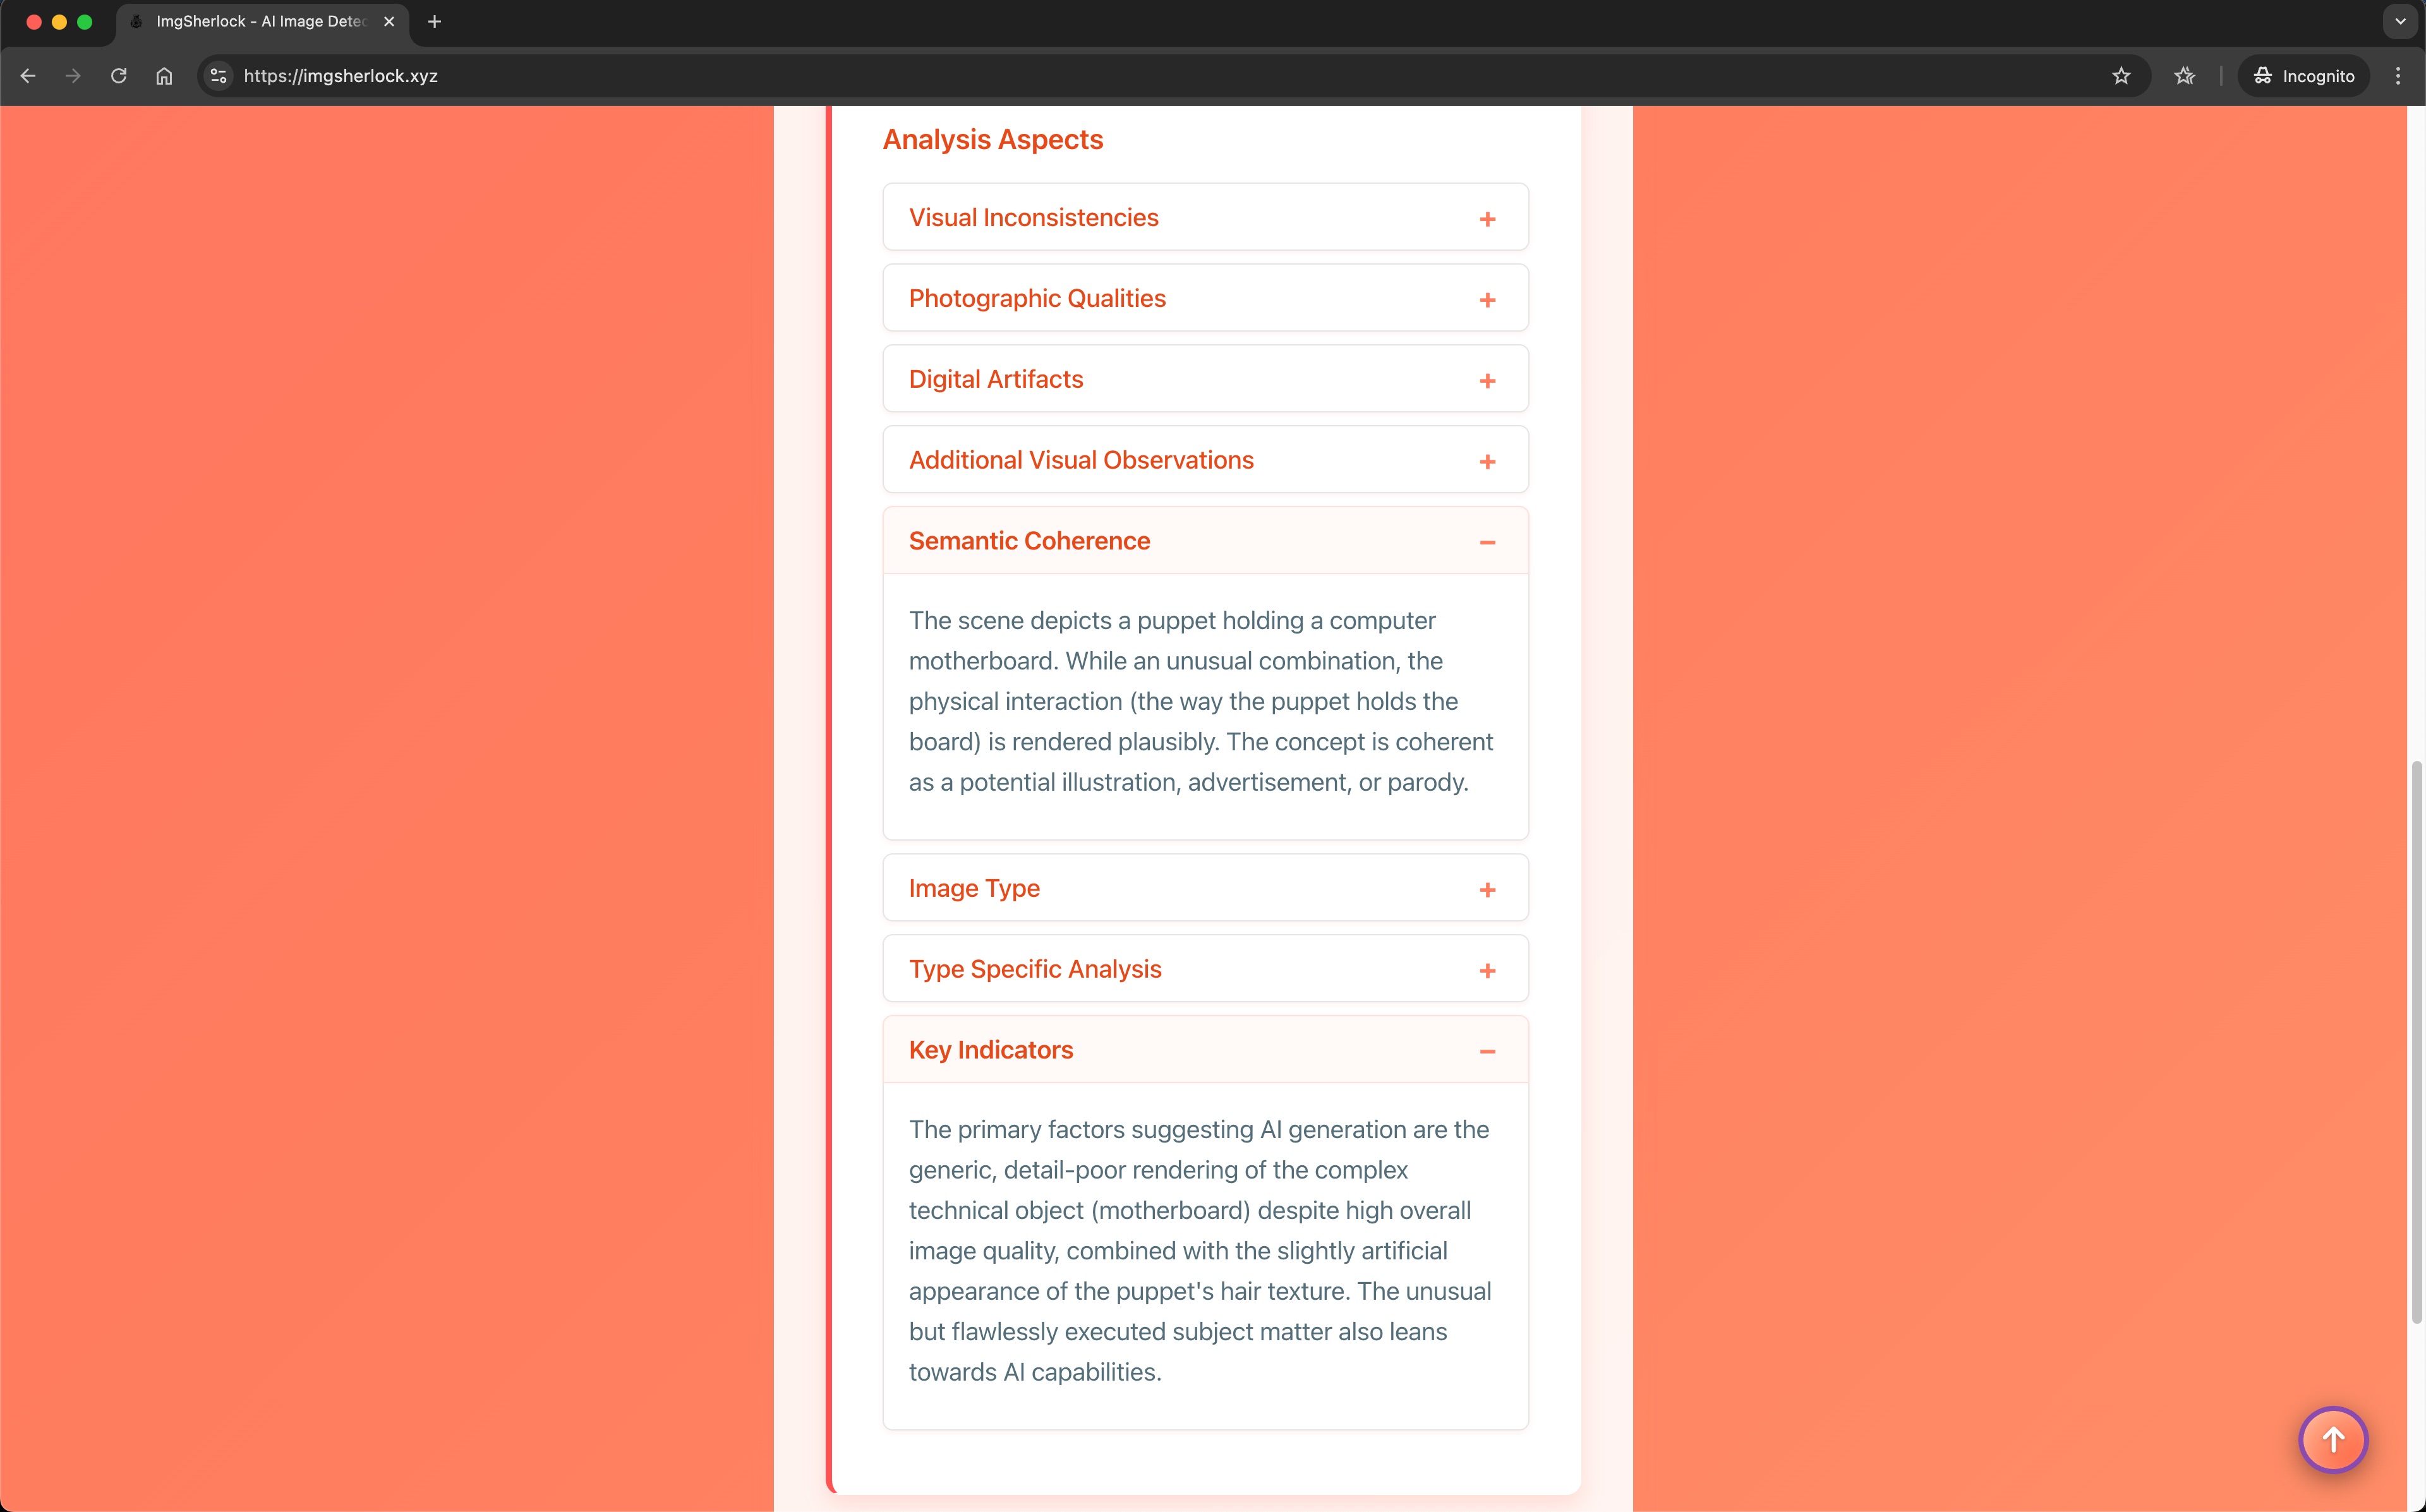 ImgSherlock - AI Image Detec
https://imgsherlock.xyz
Incognito
Analysis Aspects
Visual Inconsistencies
Photographic Qualities
Digital Artifacts
Additional Visual Observations
Semantic Coherence
The scene depicts a puppet holding a computer
motherboard. While an unusual combination, the
physical interaction (the way the puppet holds the
board) is rendered plausibly. The concept is coherent
as a potential illustration, advertisement, or parody.
Image Type
Type Specific Analysis
Key Indicators
The primary factors suggesting AI generation are the
generic, detail-poor rendering of the complex
technical object (motherboard) despite high overall
image quality, combined with the slightly artificial
appearance of the puppet's hair texture. The unusual
but flawlessly executed subject matter also leans
towards AI capabilities.